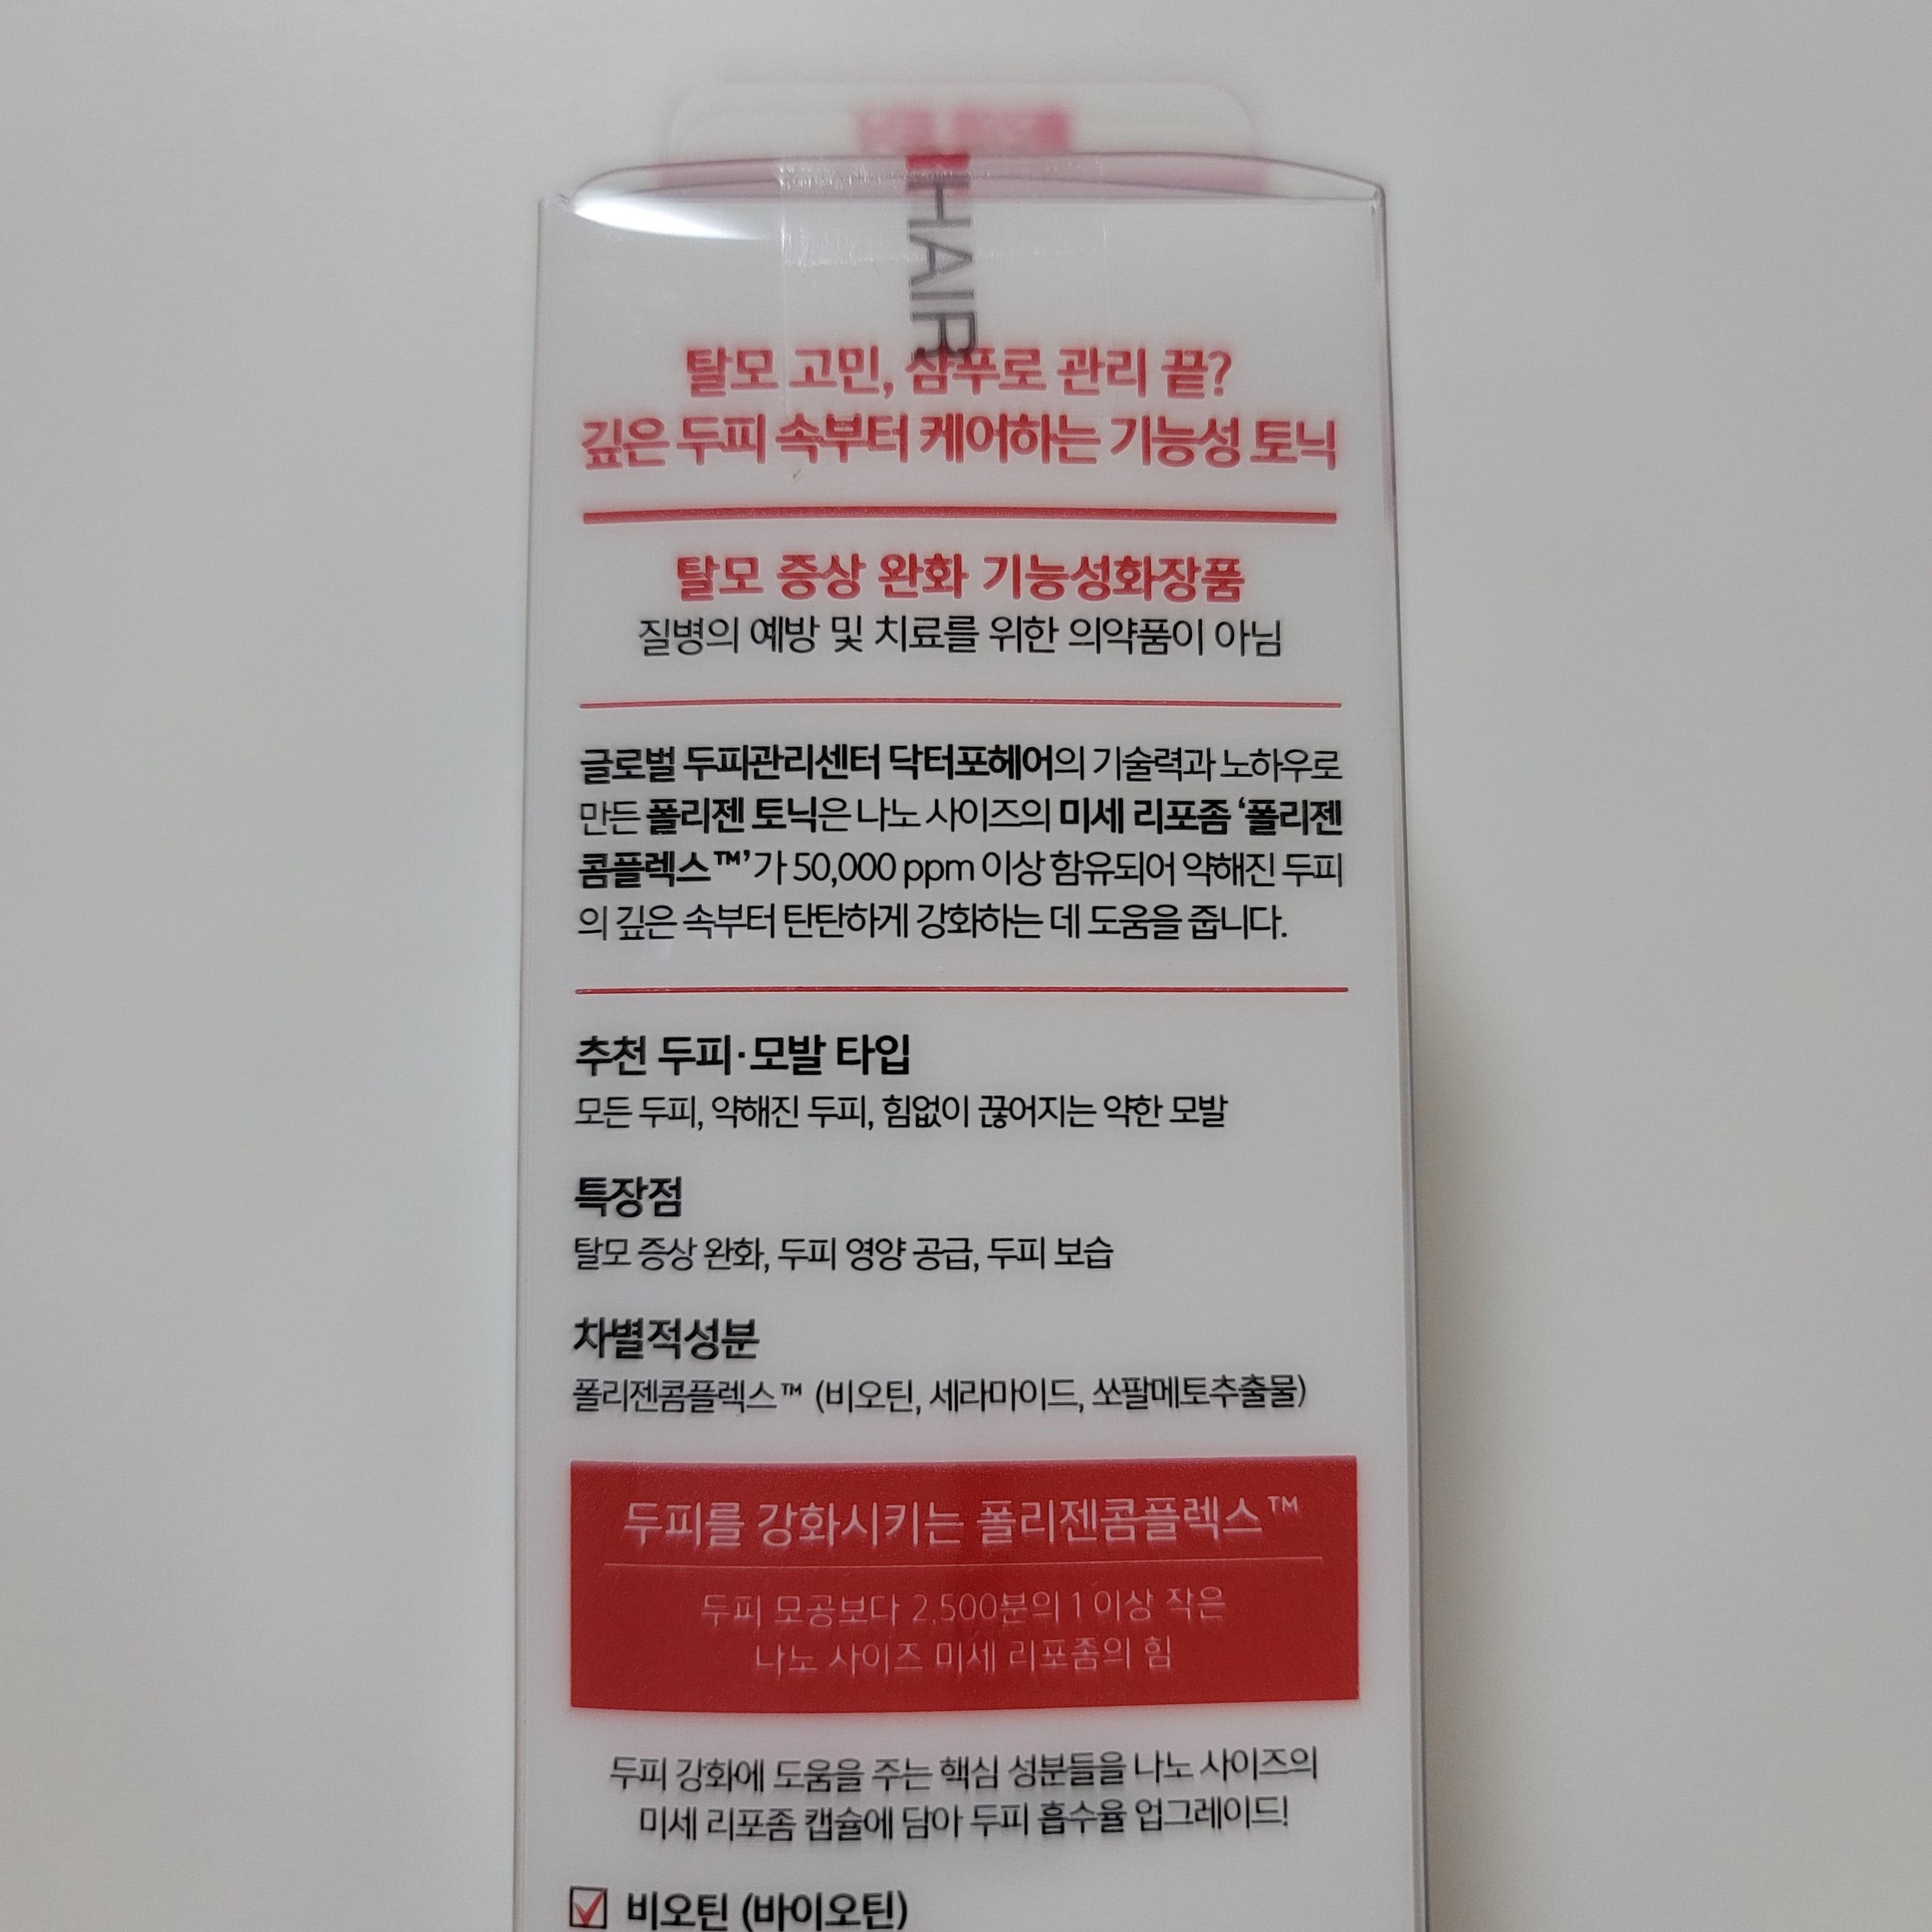 HAIR
탈모 고민, 샴푸로 관리 끝?
깊은 두피 속부터 케어하는 기능성 토닉
탈모 증상 완화 기능성화장품
질병의 예방 및 치료를 위한 의약품이 아님
글로벌 두피관리센터 닥터포헤어의 기술력과 노하우로
만든 폴리젠 토닉은 나노 사이즈의 미세 리포좀 ‘폴리젠
콤플렉스™’가 50,000 ppm 이상 함유되어 약해진 두피
의 깊은 속부터 탄탄하게 강화하는 데 도움을 줍니다.
추천 두피·모발 타입
모든 두피, 약해진 두피, 힘없이 끊어지는 약한 모발
특장점
탈모 증상 완화, 두피 영양 공급, 두피 보습
차별적성분
폴리젠콤플렉스™ (비오틴, 세라마이드, 쏘팔메토추출물)
두피를 강화시키는 폴리젠콤플렉스™
두피 모공보다 2,500분의 1 이상 작은
나노 사이즈 미세 리포좀의 힘
두피 강화에 도움을 주는 핵심 성분들을 나노 사이즈의
미세 리포좀 캡슐에 담아 두피 흡수율 업그레이드!
비오틴 (바이오틴)